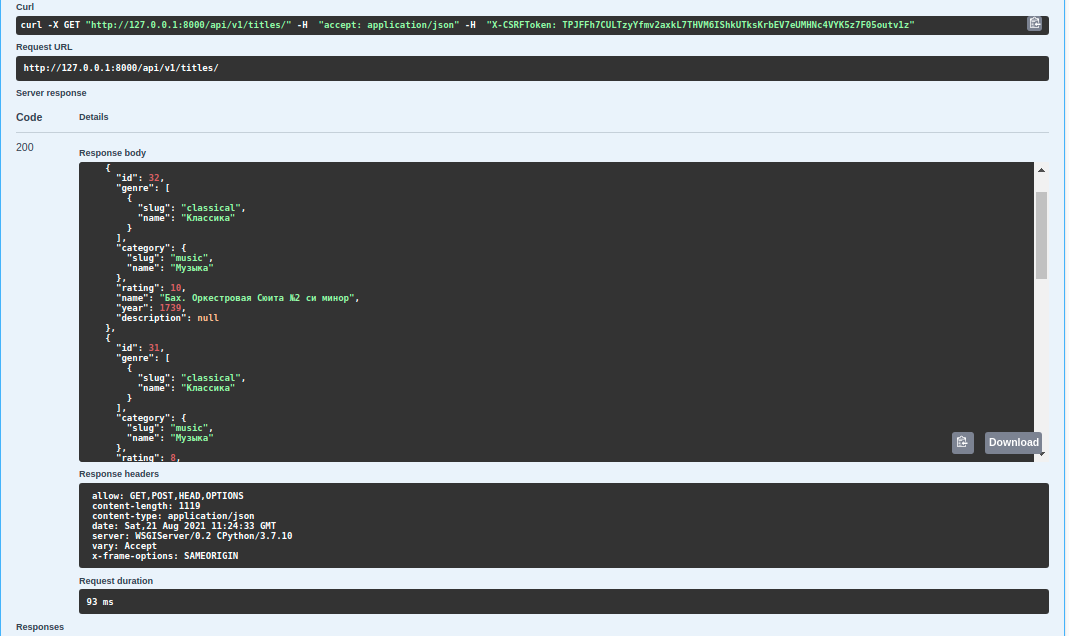 Curl
curl -X GET "http://127.0.0.1:8000/api/v1/titles/" -H  "accept: application/json" -H  "X-CSRFToken: TPJFFh7CULTzyYfmv2axkL7THVM6IShkUTksKrbEV7eUMHNc4VYK5z7F05outv1z"
Request URL
http://127.0.0.1:8000/api/v1/titles/
Server response
Code Details
200
Response body
{
"id": 32,
"genre": [
{
"slug": "classical",
"name": "Классика"
}
],
"category": {
"slug": "music",
"name": "Музыка"
},
"rating": 10,
"name": "Бах. Оркестровая Сюита №2 си минор",
"year": 1739,
"description": null
},
{
"id": 31,
"genre": [
{
"slug": "classical",
"name": "Классика"
}
],
"category": {
"slug": "music",
"name": "Музыка"
},
"rating": 8,
Download
Response headers
allow: GET,POST,HEAD,OPTIONS
content-length: 1119
content-type: application/json
date: Sat,21 Aug 2021 11:24:33 GMT
server: WSGIServer/0.2 CPython/3.7.10
vary: Accept
x-frame-options: SAMEORIGIN
Request duration
93 ms
Responses